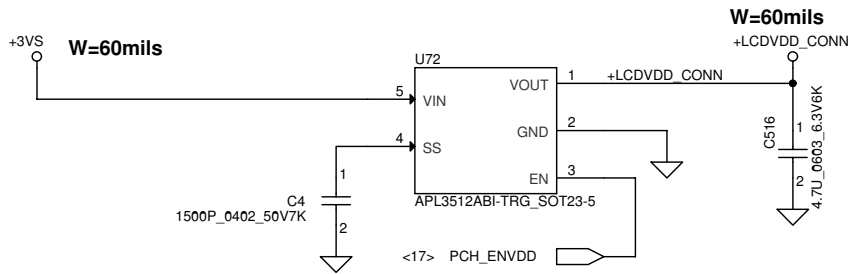 W=60mils
+3VS
W=60mils
+LCDVDD_CONN
U72
5
VIN
VOUT
1
+LCDVDD_CONN
4
SS
GND
2
EN
3
1
C4
1500P_0402_50V7K
2
APL3512ABI-TRG_SOT23-5
<17> PCH_ENVDD
C516
1
2
4.7U_0603_6.3V6K